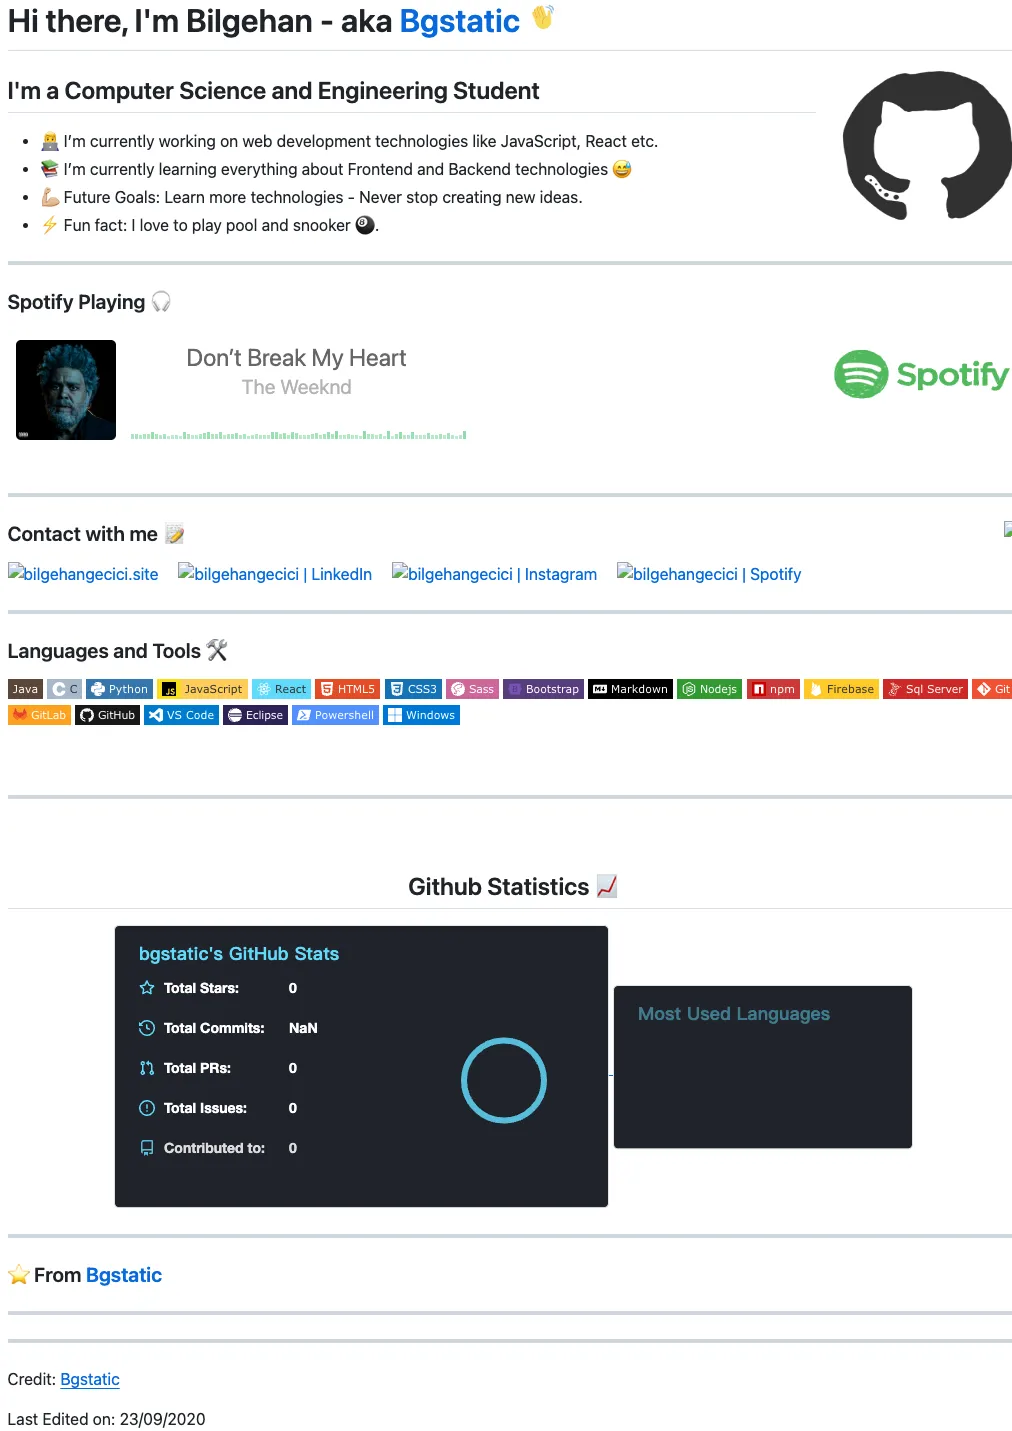 Hi there, I'm Bilgehan - aka Bgstatic 👋
I'm a Computer Science and Engineering Student
👨‍💻 I’m currently working on web development technologies like JavaScript, React etc.
📚 I’m currently learning everything about Frontend and Backend technologies 😅
💪🏼 Future Goals: Learn more technologies - Never stop creating new ideas.
⚡ Fun fact: I love to play pool and snooker 🎱.
Spotify Playing 🎧
Don’t Break My Heart
The Weeknd
Spotify
Contact with me 📝
bilgehangecici.site bilgehangecici | LinkedIn bilgehangecici | Instagram bilgehangecici | Spotify
Languages and Tools 🛠
Java C Python JS JavaScript React HTML5 CSS3 Sass Bootstrap Markdown Nodejs npm Firebase Sql Server Git
GitLab GitHub VS Code Eclipse Powershell Windows
Github Statistics 📈
bgstatic's GitHub Stats
Total Stars: 0
Total Commits: NaN
Total PRs: 0
Total Issues: 0
Contributed to: 0
Most Used Languages
⭐ From Bgstatic
Credit: Bgstatic
Last Edited on: 23/09/2020